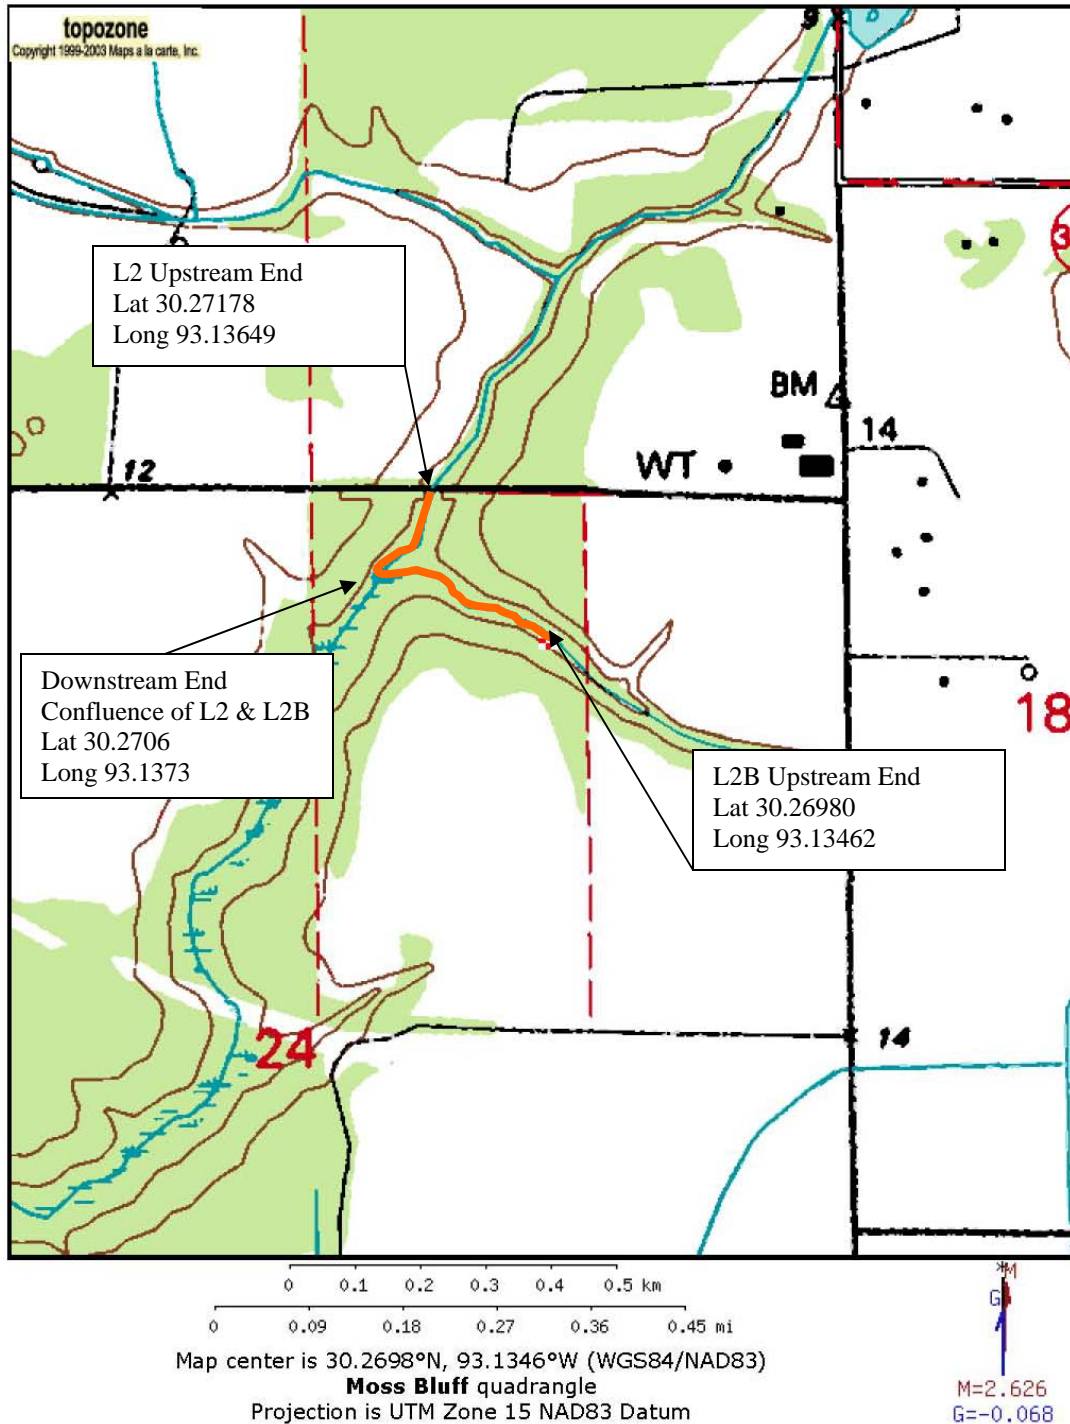 topozone
Copyright 1999-2003 Maps a la carte, Inc.
9
L2 Upstream End
Lat 30.27178
Long 93.13649
3
BM
14
WT
12
Downstream End
Confluence of L2 & L2B
Lat 30.2706
Long 93.1373
18
L2B Upstream End
Lat 30.26980
Long 93.13462
24
14
0 0.1 0.2 0.3 0.4 0.5 km
0 0.09 0.18 0.27 0.36 0.45 mi
Map center is 30.2698°N, 93.1346°W (WGS84/NAD83)
Moss Bluff quadrangle
Projection is UTM Zone 15 NAD83 Datum
*M
G
M=2.626
G=-0.068